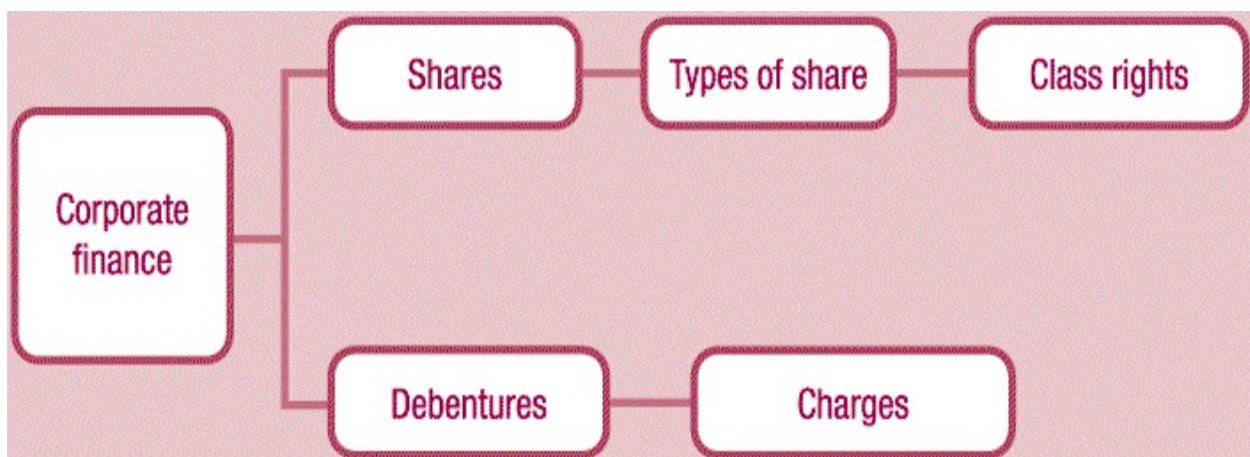 Shares
Types of share
Class rights
Corporate
finance
Debentures
Charges